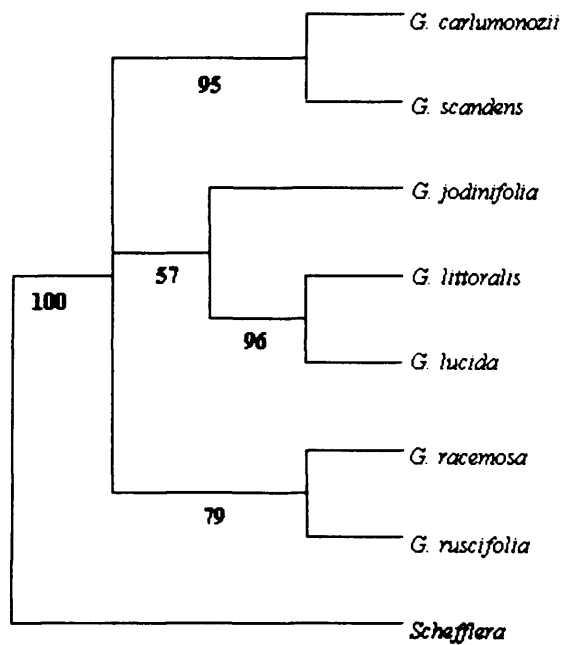 G. carlumonozii
95
G. scandens
G. jodinifolia
57
G. littoralis
100
96
G. lucida
G. racemosa
79
G. ruscifolia
Schefflera